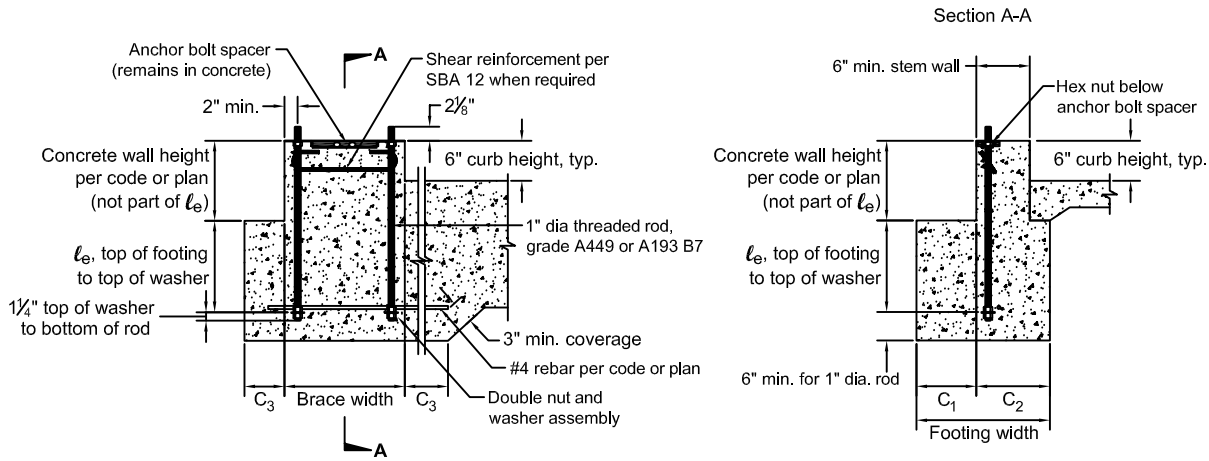 Section A-A
Anchor bolt spacer
(remains in concrete)
A
Shear reinforcement per
SBA 12 when required
2" min.
2⅛"
6" curb height, typ.
Concrete wall height
per code or plan
(not part of ℓe)
1" dia threaded rod,
grade A449 or A193 B7
ℓe, top of footing
to top of washer
1¼" top of washer
to bottom of rod
3" min. coverage
#4 rebar per code or plan
Double nut and
washer assembly
C3
Brace width
C3
A
6" min. stem wall
Hex nut below
anchor bolt spacer
6" curb height, typ.
Concrete wall height
per code or plan
(not part of ℓe)
ℓe, top of footing
to top of washer
6" min. for 1" dia. rod
C1
C2
Footing width